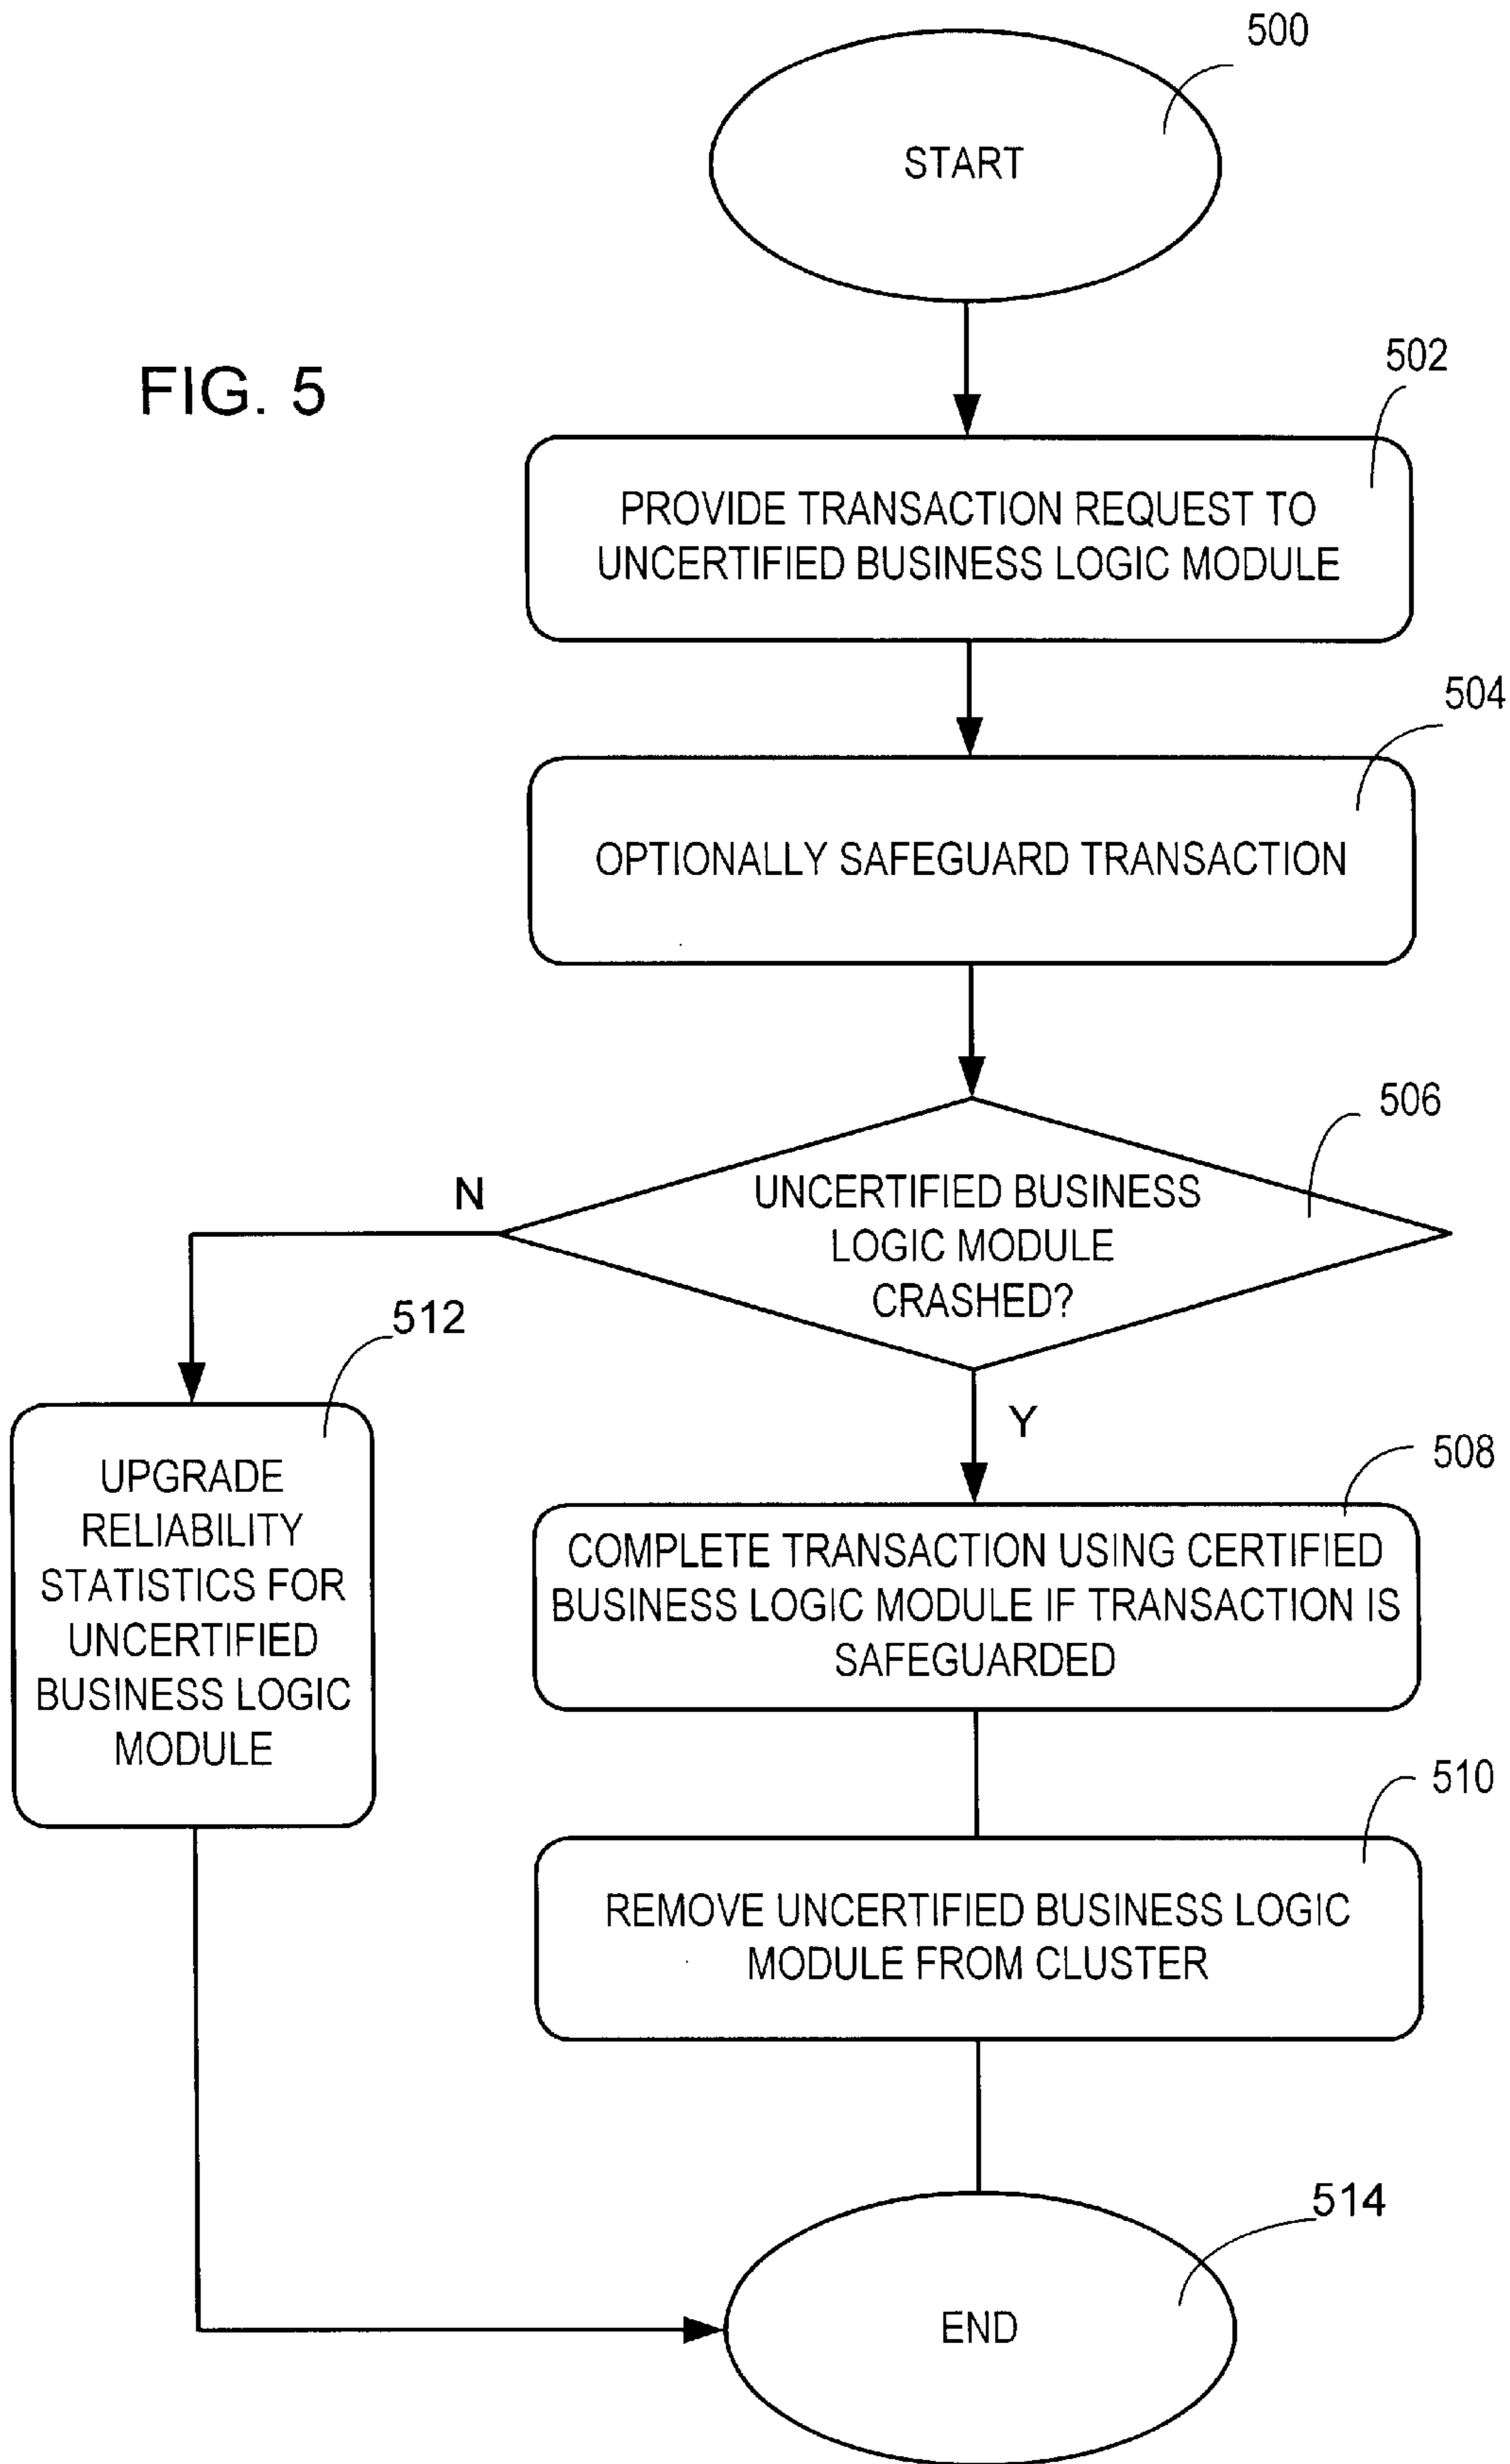 500
START
FIG. 5
502
PROVIDE TRANSACTION REQUEST TO
UNCERTIFIED BUSINESS LOGIC MODULE
504
OPTIONALLY SAFEGUARD TRANSACTION
506
N
UNCERTIFIED BUSINESS
LOGIC MODULE
CRASHED?
512
Y
UPGRADE
RELIABILITY
STATISTICS FOR
UNCERTIFIED
BUSINESS LOGIC
MODULE
508
COMPLETE TRANSACTION USING CERTIFIED
BUSINESS LOGIC MODULE IF TRANSACTION IS
SAFEGUARDED
510
REMOVE UNCERTIFIED BUSINESS LOGIC
MODULE FROM CLUSTER
514
END